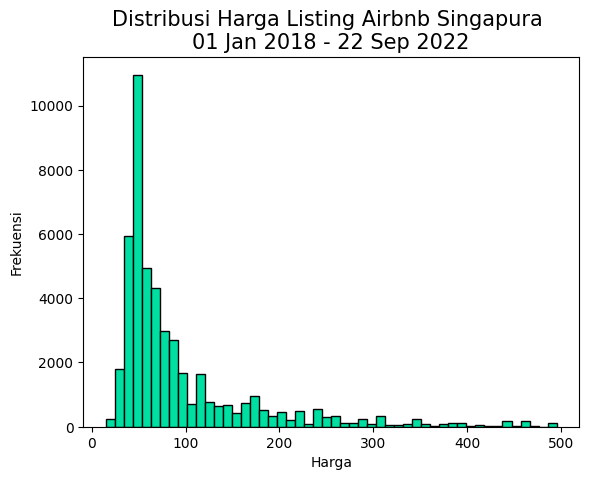 Distribusi Harga Listing Airbnb Singapura
01 Jan 2018 - 22 Sep 2022
10000
8000
6000
4000
2000
0
Frekuensi
0 100 200 300 400 500
Harga